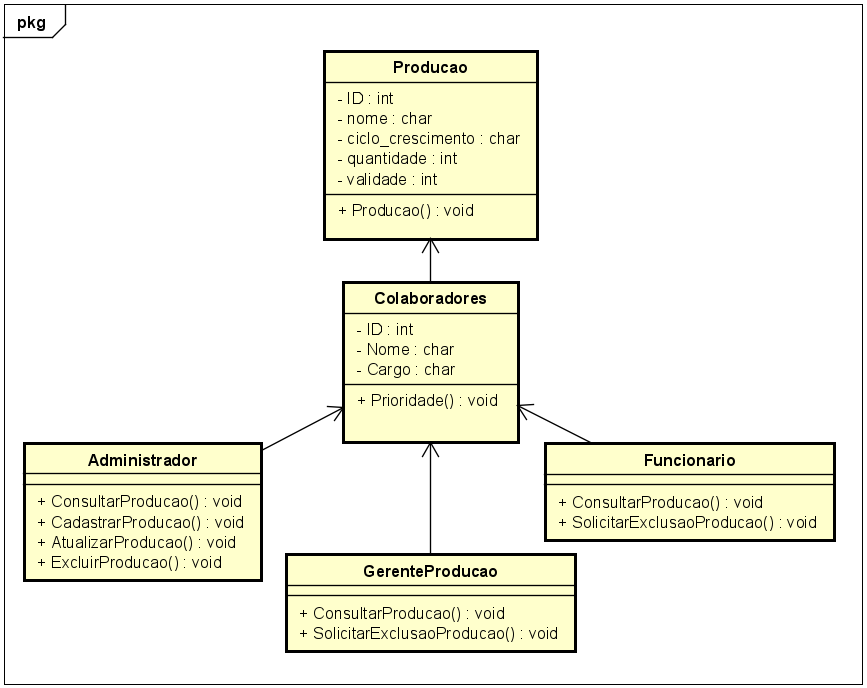 pkg
Producao
- ID : int
- nome : char
- ciclo_crescimento : char
- quantidade : int
- validade : int
+ Producao() : void
Colaboradores
- ID : int
- Nome : char
- Cargo : char
+ Prioridade() : void
Administrador
+ ConsultarProducao() : void
+ CadastrarProducao() : void
+ AtualizarProducao() : void
+ ExcluirProducao() : void
GerenteProducao
+ ConsultarProducao() : void
+ SolicitarExclusaoProducao() : void
Funcionario
+ ConsultarProducao() : void
+ SolicitarExclusaoProducao() : void